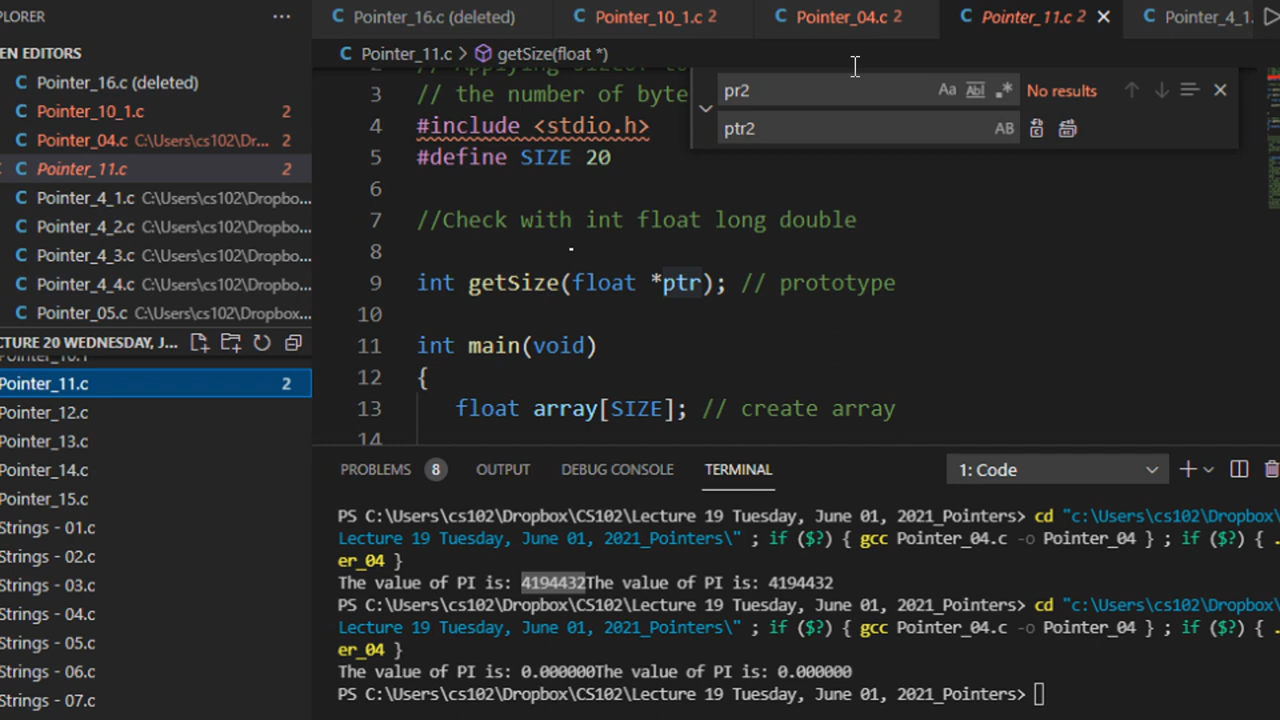 PLORER
Pointer_16.c (deleted)
Pointer_10_1.c 2
Pointer_04.c 2
Pointer_11.c 2
Pointer_4_1.
EN EDITORS
Pointer_16.c (deleted)
Pointer_10_1.c 2
Pointer_04.c C:\Users\cs102\Dr... 2
Pointer_11.c 2
Pointer_4_1.c C:\Users\cs102\Dropbo...
Pointer_4_2.c C:\Users\cs102\Dropbo...
Pointer_4_3.c C:\Users\cs102\Dropbo...
Pointer_4_4.c C:\Users\cs102\Dropbo...
Pointer_05.c C:\Users\cs102\Dropbox...
CTURE 20 WEDNESDAY, J...
Pointer_11.c 2
Pointer_12.c
Pointer_13.c
Pointer_14.c
Pointer_15.c
Strings - 01.c
Strings - 02.c
Strings - 03.c
Strings - 04.c
Strings - 05.c
Strings - 06.c
Strings - 07.c
Pointer_11.c > getSize(float *)
pr2 Aa Abl .* No results
ptr2 AB
3 // the number of byte
4 #include <stdio.h>
5 #define SIZE 20
6
7 //Check with int float long double
8
9 int getSize(float *ptr); // prototype
10
11 int main(void)
12 {
13 float array[SIZE]; // create array
14
PROBLEMS 8 OUTPUT DEBUG CONSOLE TERMINAL 1: Code
PS C:\Users\cs102\Dropbox\CS102\Lecture 19 Tuesday, June 01, 2021_Pointers> cd "c:\Users\cs102\Dropbox\
Lecture 19 Tuesday, June 01, 2021_Pointers\" ; if ($?) { gcc Pointer_04.c -o Pointer_04 } ; if ($?) { .
er_04 }
The value of PI is: 4194432The value of PI is: 4194432
PS C:\Users\cs102\Dropbox\CS102\Lecture 19 Tuesday, June 01, 2021_Pointers> cd "c:\Users\cs102\Dropbox\
Lecture 19 Tuesday, June 01, 2021_Pointers\" ; if ($?) { gcc Pointer_04.c -o Pointer_04 } ; if ($?) { .
er_04 }
The value of PI is: 0.000000The value of PI is: 0.000000
PS C:\Users\cs102\Dropbox\CS102\Lecture 19 Tuesday, June 01, 2021_Pointers>